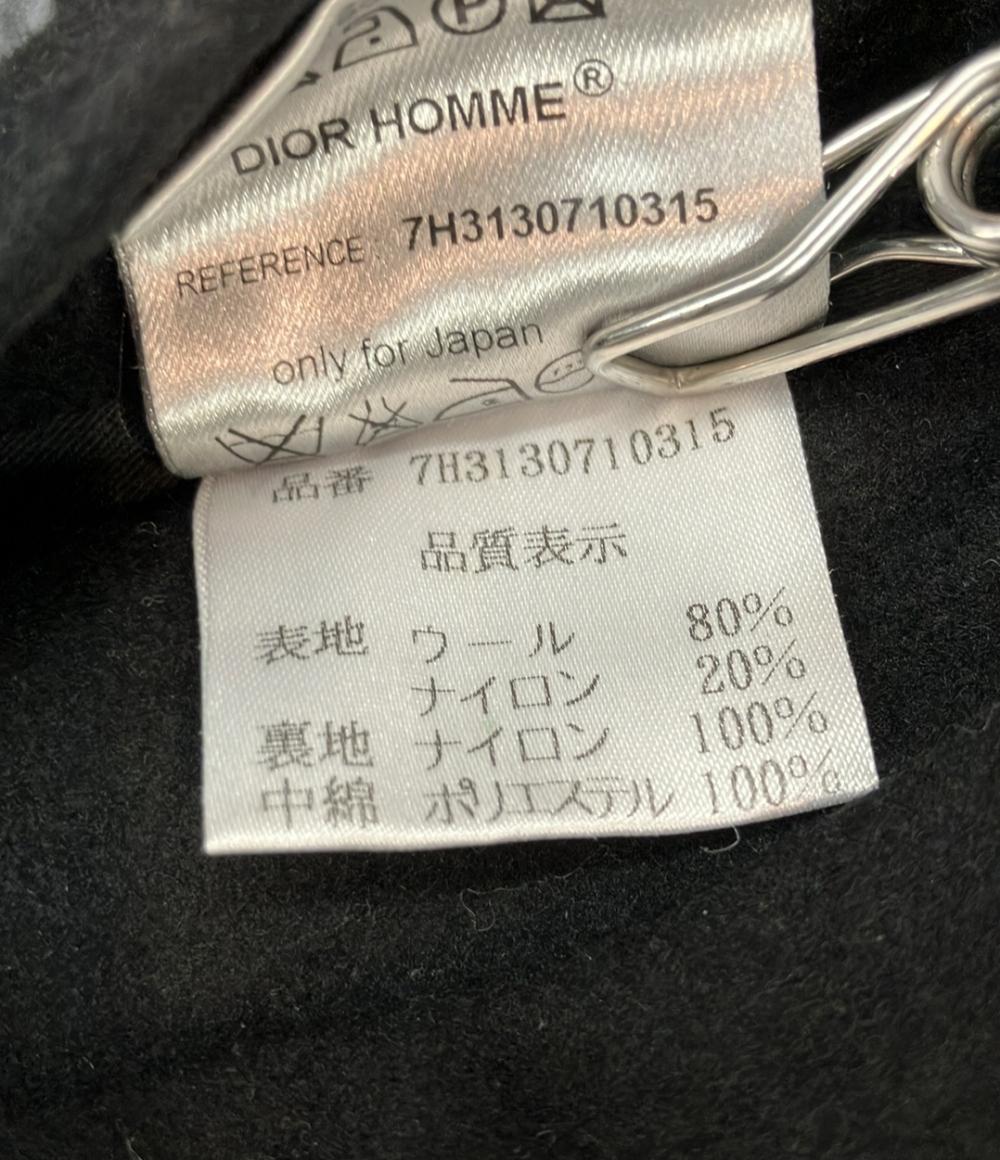 DIOR HOMME®
REFERENCE: 7H3130710315
only for Japan
品番 7H3130710315
品質表示
表地 ウール 80%
ナイロン 20%
裏地 ナイロン 100%
中綿 ポリエステル 100%